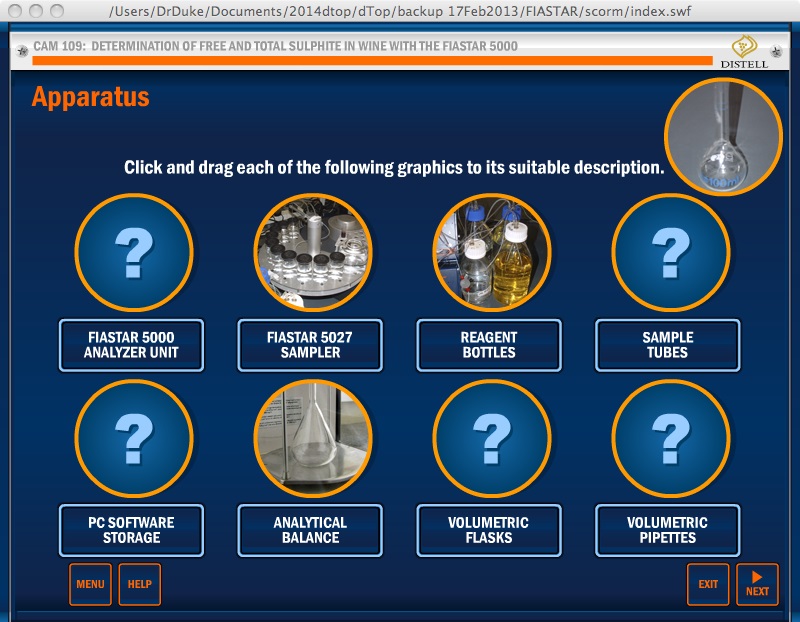 /Users/DrDuke/Documents/2014dtop/dTop/backup 17Feb2013/FIASTAR/scorm/index.swf
CAM 109: DETERMINATION OF FREE AND TOTAL SULPHITE IN WINE WITH THE FIASTAR 5000
DISTELL
Apparatus
Click and drag each of the following graphics to its suitable description.
? ?
FIASTAR 5000
ANALYZER UNIT
FIASTAR 5027
SAMPLER
REAGENT
BOTTLES
SAMPLE
TUBES
? ? ?
PC SOFTWARE
STORAGE
ANALYTICAL
BALANCE
VOLUMETRIC
FLASKS
VOLUMETRIC
PIPETTES
MENU HELP EXIT NEXT